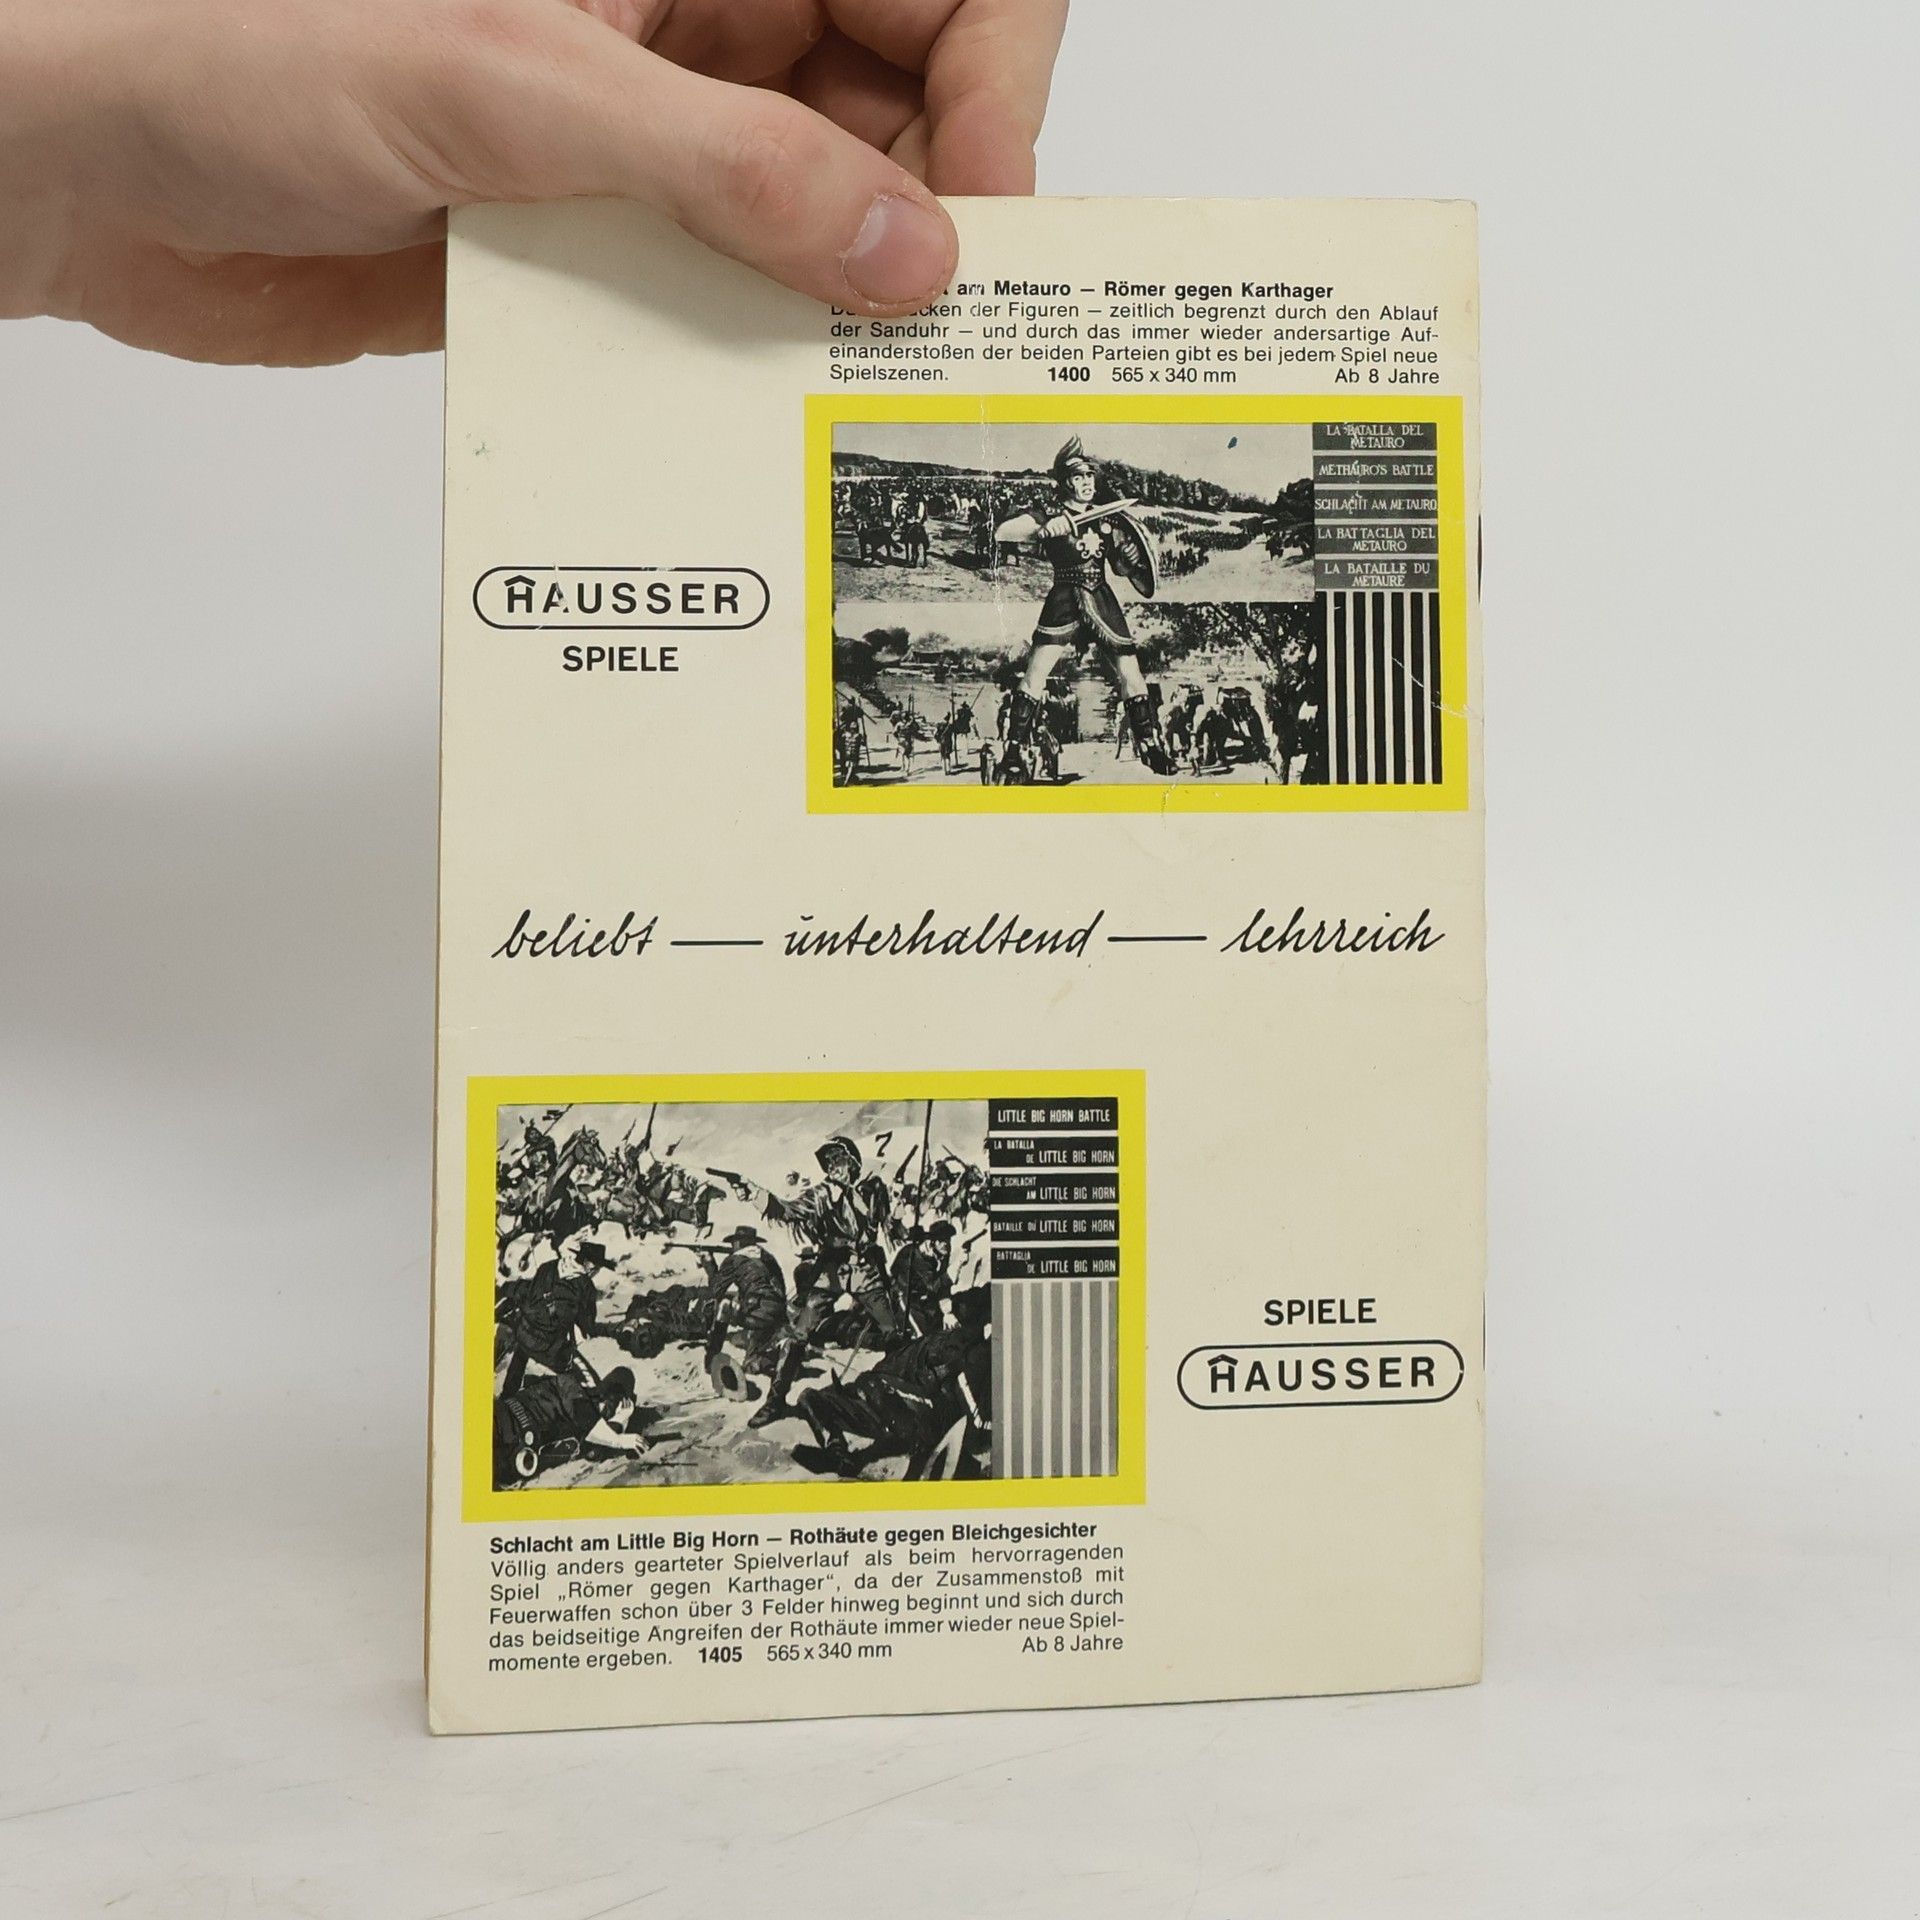 am Metauro — Römer gegen Karthager
der Figuren — zeitlich begrenzt durch den Ablauf
der Sanduhr — und durch das immer wieder andersartige Auf-
einanderstoßen der beiden Parteien gibt es bei jedem Spiel neue
Spielszenen. 1400 565 x 340 mm Ab 8 Jahre
LA BATALLA DEL
METAURO
METHAURO'S BATTLE
SCHLACHT AM METAURO
LA BATTAGLIA DEL
METAURO
LA BATAILLE DU
METAURE
HAUSSER
SPIELE
beliebt — unterhaltend — lehrreich
7
LITTLE BIG HORN BATTLE
LA BATALLA
DE LITTLE BIG HORN
DIE SCHLACHT
AM LITTLE BIG HORN
BATAILLE DU LITTLE BIG HORN
BATTAGLIA
DE LITTLE BIG HORN
SPIELE
HAUSSER
Schlacht am Little Big Horn — Rothäute gegen Bleichgesichter
Völlig anders gearteter Spielverlauf als beim hervorragenden
Spiel „Römer gegen Karthager“, da der Zusammenstoß mit
Feuerwaffen schon über 3 Felder hinweg beginnt und sich durch
das beidseitige Angreifen der Rothäute immer wieder neue Spiel-
momente ergeben. 1405 565 x 340 mm Ab 8 Jahre